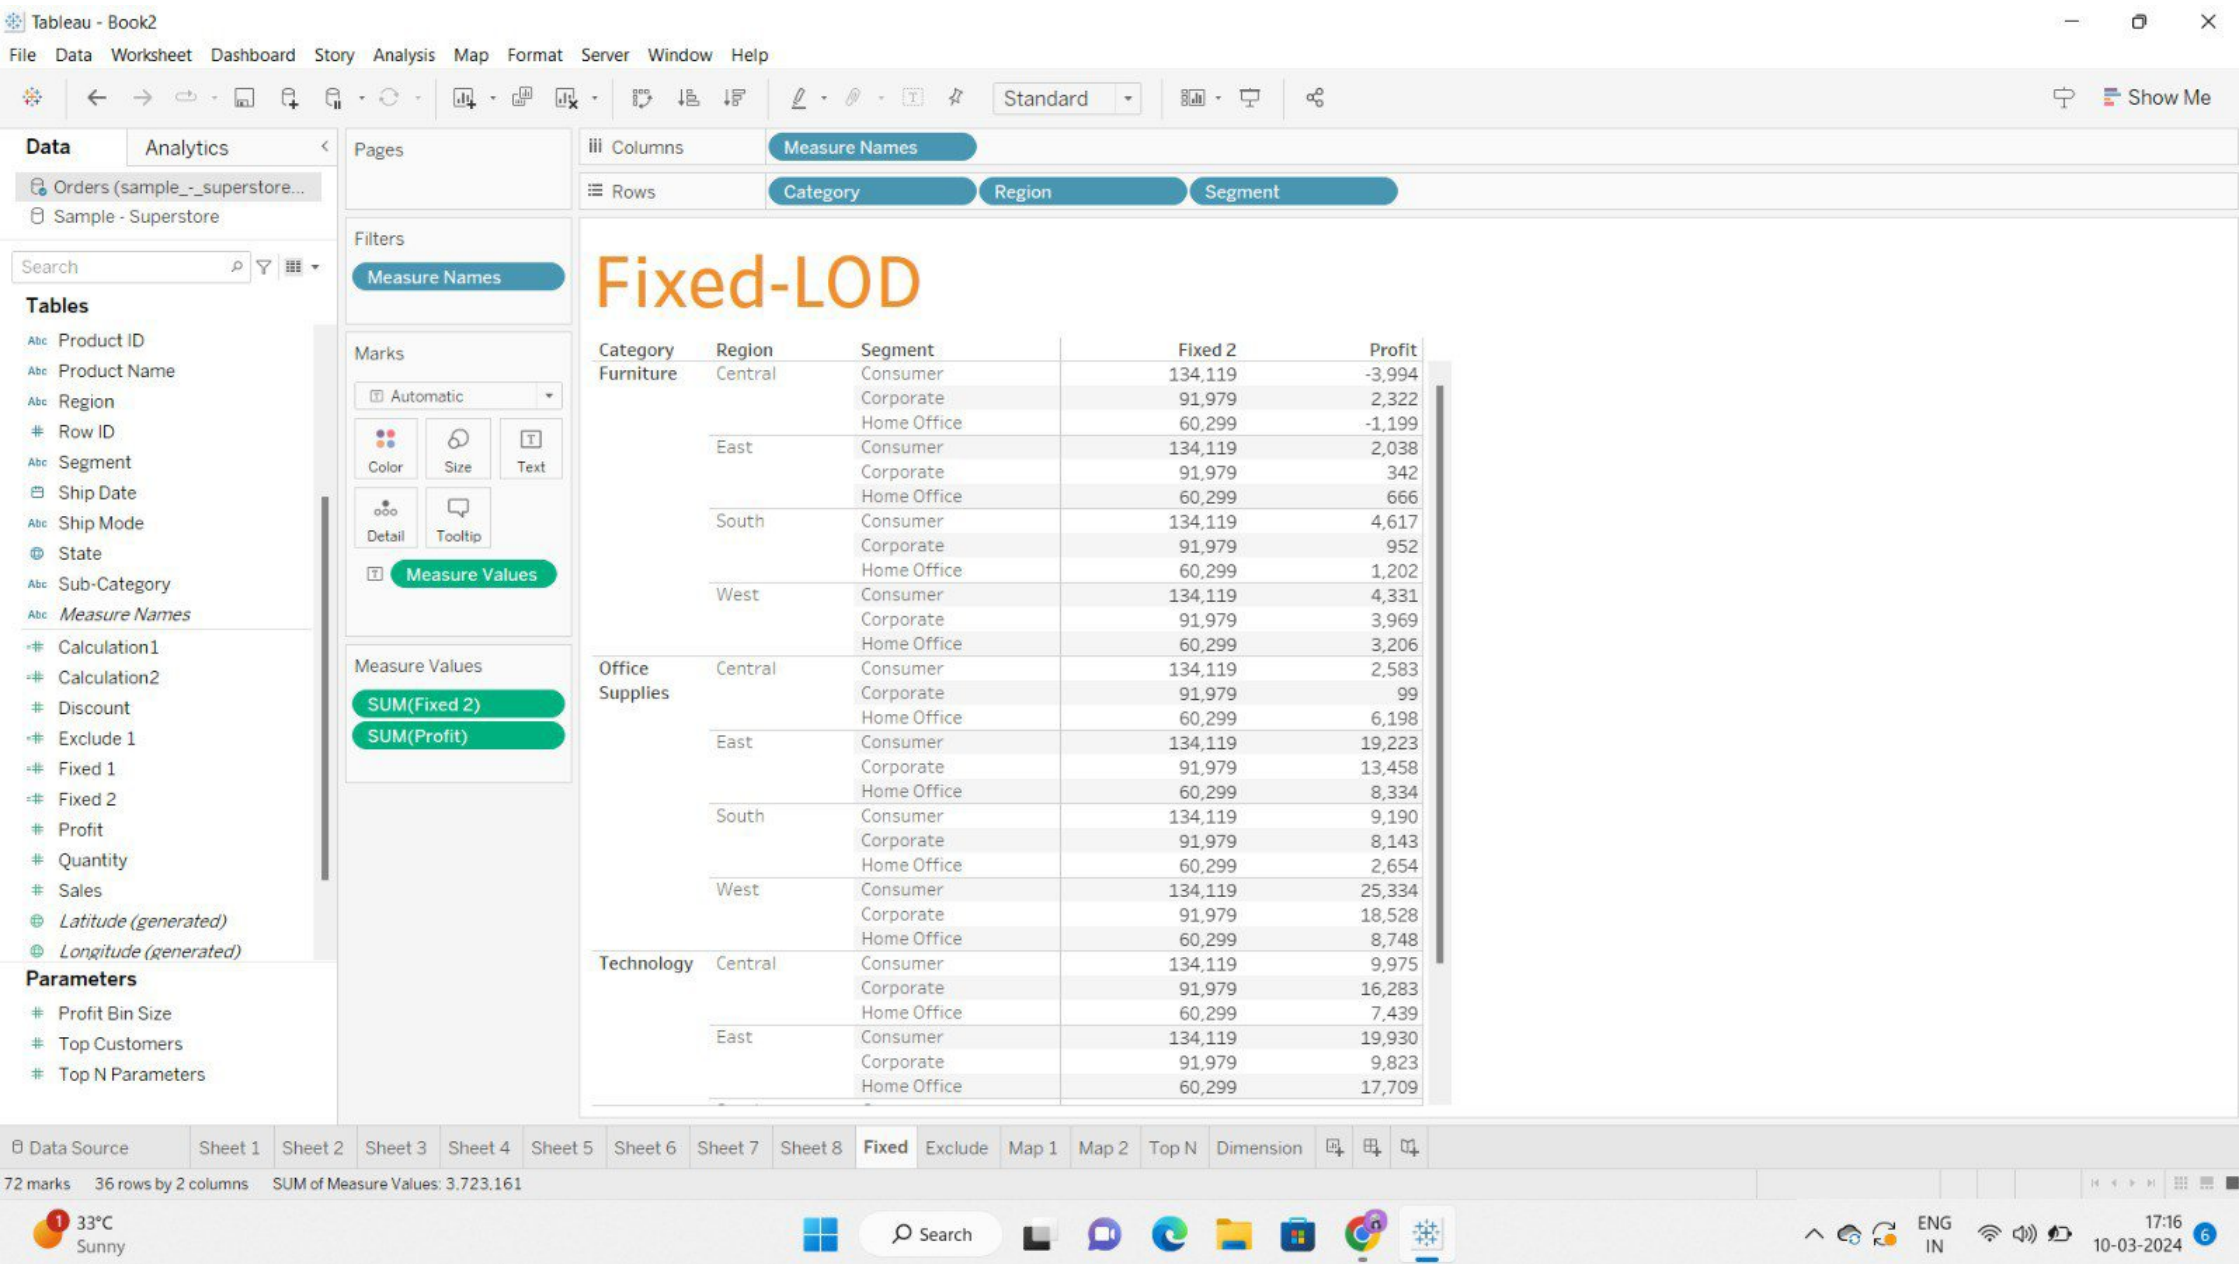 Tableau - Book2
File Data Worksheet Dashboard Story Analysis Map Format Server Window Help
Standard
Show Me
Data Analytics
Orders (sample_-_superstore...
Sample - Superstore
Search
Tables
Abc Product ID
Abc Product Name
Abc Region
# Row ID
Abc Segment
Ship Date
Abc Ship Mode
State
Abc Sub-Category
Abc Measure Names
=# Calculation1
=# Calculation2
# Discount
=# Exclude 1
=# Fixed 1
=# Fixed 2
# Profit
# Quantity
# Sales
Latitude (generated)
Longitude (generated)
Parameters
# Profit Bin Size
# Top Customers
# Top N Parameters
Pages
Filters
Measure Names
Marks
Automatic
Color Size Text
Detail Tooltip
Measure Values
Measure Values
SUM(Fixed 2)
SUM(Profit)
iii Columns Measure Names
Rows Category Region Segment
Fixed-LOD
Category Region Segment Fixed 2 Profit
Furniture Central Consumer 134,119 -3,994
Corporate 91,979 2,322
Home Office 60,299 -1,199
East Consumer 134,119 2,038
Corporate 91,979 342
Home Office 60,299 666
South Consumer 134,119 4,617
Corporate 91,979 952
Home Office 60,299 1,202
West Consumer 134,119 4,331
Corporate 91,979 3,969
Home Office 60,299 3,206
Office Central Consumer 134,119 2,583
Supplies Corporate 91,979 99
Home Office 60,299 6,198
East Consumer 134,119 19,223
Corporate 91,979 13,458
Home Office 60,299 8,334
South Consumer 134,119 9,190
Corporate 91,979 8,143
Home Office 60,299 2,654
West Consumer 134,119 25,334
Corporate 91,979 18,528
Home Office 60,299 8,748
Technology Central Consumer 134,119 9,975
Corporate 91,979 16,283
Home Office 60,299 7,439
East Consumer 134,119 19,930
Corporate 91,979 9,823
Home Office 60,299 17,709
Data Source Sheet 1 Sheet 2 Sheet 3 Sheet 4 Sheet 5 Sheet 6 Sheet 7 Sheet 8 Fixed Exclude Map 1 Map 2 Top N Dimension
72 marks 36 rows by 2 columns SUM of Measure Values: 3,723,161
1 33°C
Sunny
Search
ENG
IN
17:16
10-03-2024 6